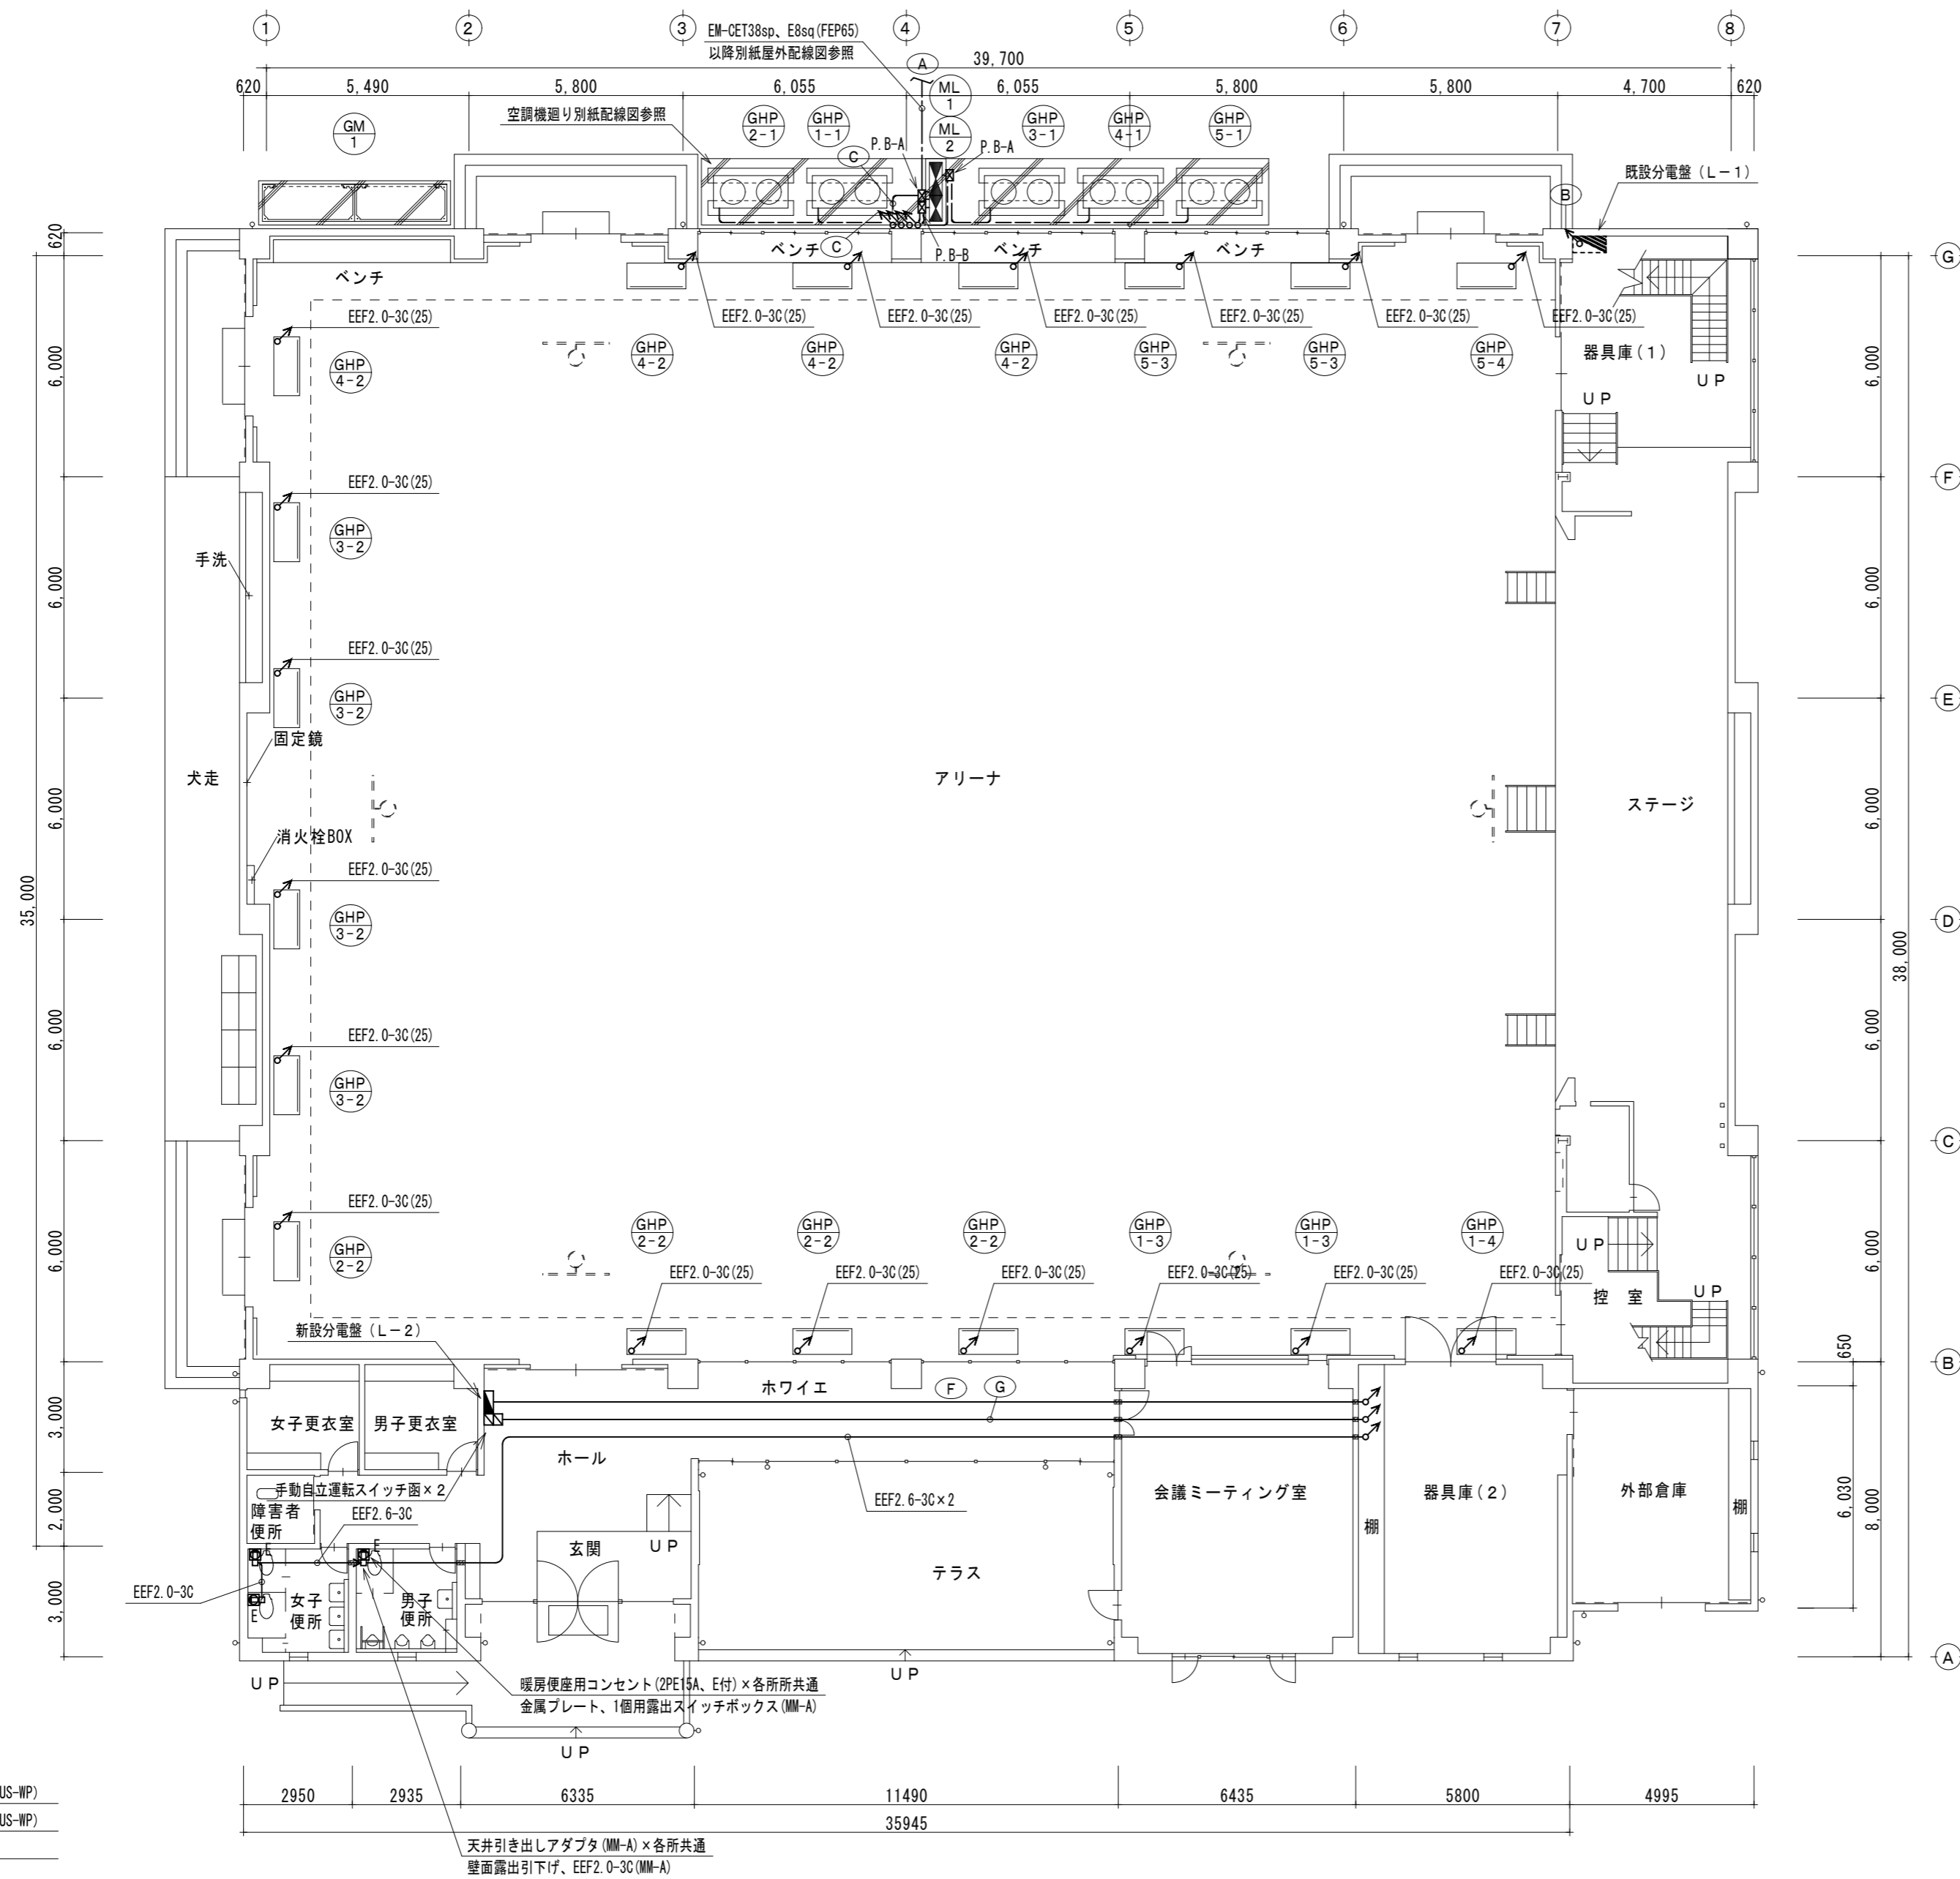 1
2
3
4
5
6
7
8
EM-CET38sp、E8sq(FEP65)
以降別紙屋外配線図参照
A
39,700
620
5,490
5,800
6,055
6,055
5,800
5,800
4,700
620
空調機廻り別紙配線図参照
GM
1
GHP
2-1
GHP
1-1
ML
1
ML
2
GHP
3-1
GHP
4-1
GHP
5-1
P.B-A
P.B-A
C
C
P.B-B
B
既設分電盤(L-1)
620
G
ベンチ
ベンチ
ベンチ
ベンチ
EEF2.0-3C(25)
EEF2.0-3C(25)
EEF2.0-3C(25)
EEF2.0-3C(25)
EEF2.0-3C(25)
EEF2.0-3C(25)
EEF2.0-3C(25)
GHP
4-2
GHP
4-2
GHP
4-2
GHP
4-2
GHP
5-3
GHP
5-3
GHP
5-4
器具庫(1)
UP
UP
6,000
6,000
F
EEF2.0-3C(25)
GHP
3-2
手洗
6,000
6,000
EEF2.0-3C(25)
GHP
3-2
E
固定鏡
犬走
アリーナ
ステージ
6,000
6,000
消火栓BOX
EEF2.0-3C(25)
GHP
3-2
D
35,000
38,000
EEF2.0-3C(25)
GHP
3-2
6,000
6,000
C
EEF2.0-3C(25)
GHP
2-2
GHP
2-2
GHP
2-2
GHP
2-2
GHP
1-3
GHP
1-3
GHP
1-4
6,000
6,000
EEF2.0-3C(25)
EEF2.0-3C(25)
EEF2.0-3C(25)
EEF2.0-3C(25)
EEF2.0-3C(25)
EEF2.0-3C(25)
UP
控 室
UP
新設分電盤(L-2)
650
B
ホワイエ
F
G
女子更衣室
男子更衣室
3,000
ホール
手動自立運転スイッチ函×2
障害者
便所
EEF2.6-3C
EEF2.6-3C×2
会議ミーティング室
器具庫(2)
外部倉庫
棚
棚
2,000
6,030
8,000
E
E
E
玄関
UP
テラス
EEF2.0-3C
女子
便所
男子
便所
3,000
A
UP
UP
暖房便座用コンセント(2PE15A、E付)×各所所共通
金属プレート、1個用露出スイッチボックス(MM-A)
UP
US-WP)
US-WP)
2950
2935
6335
11490
6435
5800
4995
35945
天井引き出しアダプタ(MM-A)×各所共通
壁面露出引下げ、EEF2.0-3C(MM-A)